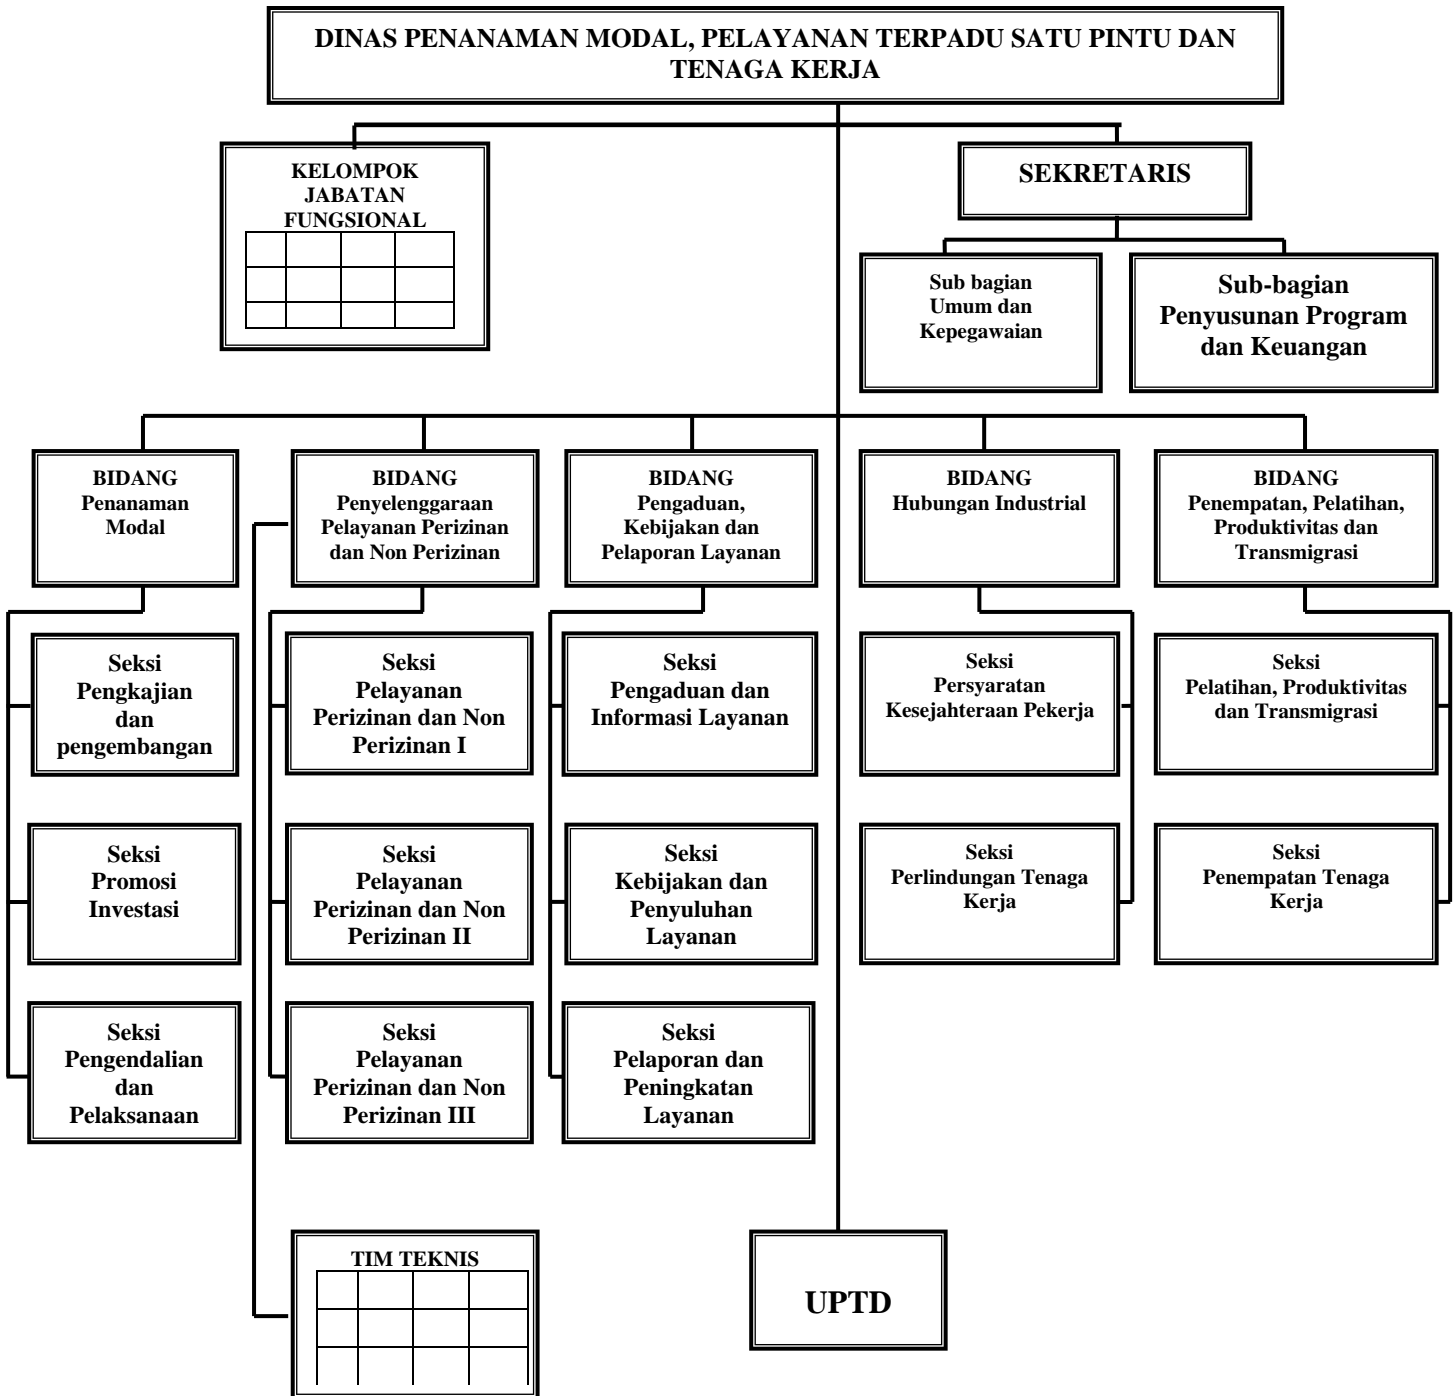 DINAS PENANAMAN MODAL, PELAYANAN TERPADU SATU PINTU DAN
TENAGA KERJA
KELOMPOK
JABATAN
FUNGSIONAL
SEKRETARIS
Sub bagian
Umum dan
Kepegawaian
Sub-bagian
Penyusunan Program
dan Keuangan
BIDANG
Penanaman
Modal
BIDANG
Penyelenggaraan
Pelayanan Perizinan
dan Non Perizinan
BIDANG
Pengaduan,
Kebijakan dan
Pelaporan Layanan
BIDANG
Hubungan Industrial
BIDANG
Penempatan, Pelatihan,
Produktivitas dan
Transmigrasi
Seksi
Pengkajian
dan
pengembangan
Seksi
Pelayanan
Perizinan dan Non
Perizinan I
Seksi
Pengaduan dan
Informasi Layanan
Seksi
Persyaratan
Kesejahteraan Pekerja
Seksi
Pelatihan, Produktivitas
dan Transmigrasi
Seksi
Promosi
Investasi
Seksi
Pelayanan
Perizinan dan Non
Perizinan II
Seksi
Kebijakan dan
Penyuluhan
Layanan
Seksi
Perlindungan Tenaga
Kerja
Seksi
Penempatan Tenaga
Kerja
Seksi
Pengendalian
dan
Pelaksanaan
Seksi
Pelayanan
Perizinan dan Non
Perizinan III
Seksi
Pelaporan dan
Peningkatan
Layanan
TIM TEKNIS
UPTD